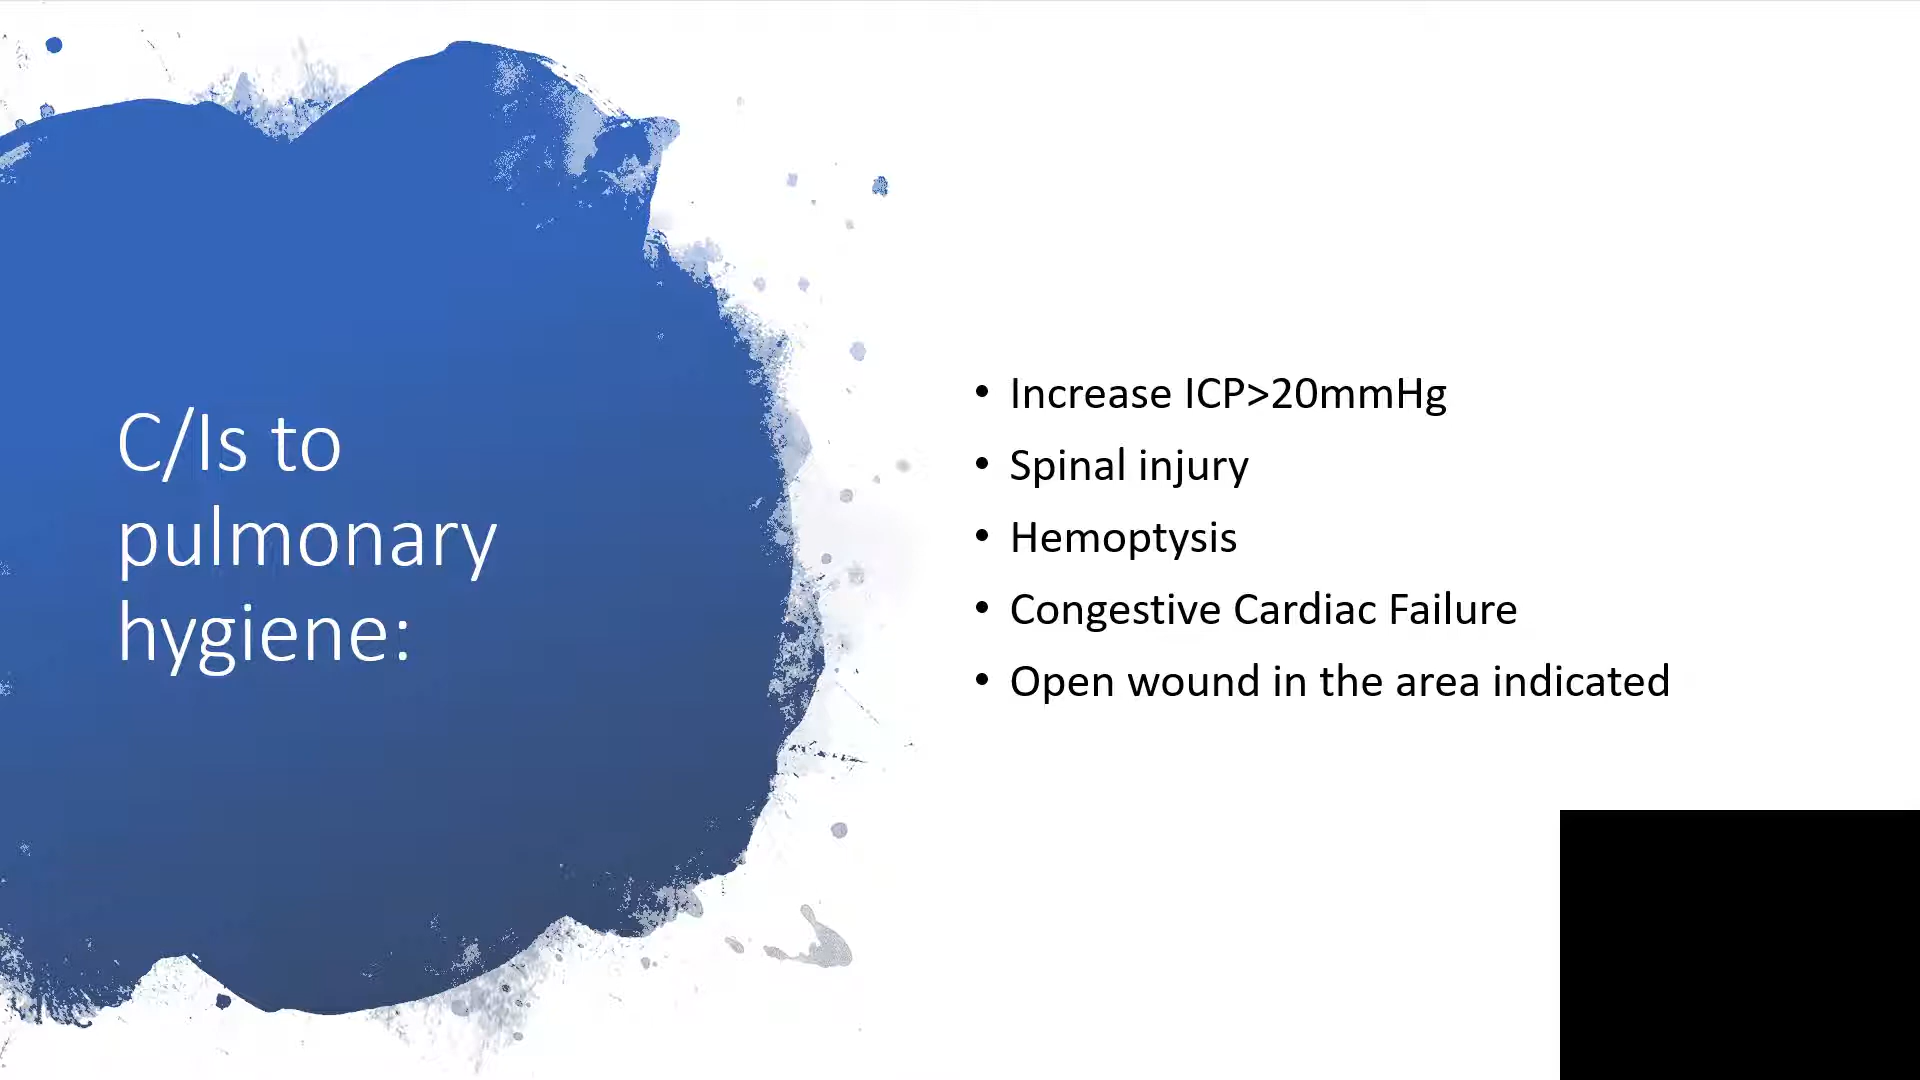 C/Is to
pulmonary
hygiene:
• Increase ICP>20mmHg
• Spinal injury
• Hemoptysis
• Congestive Cardiac Failure
• Open wound in the area indicated